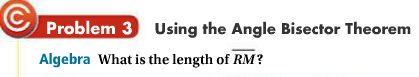 C Problem 3 Using the Angle Bisector Theorem
Algebra What is the length of RM?